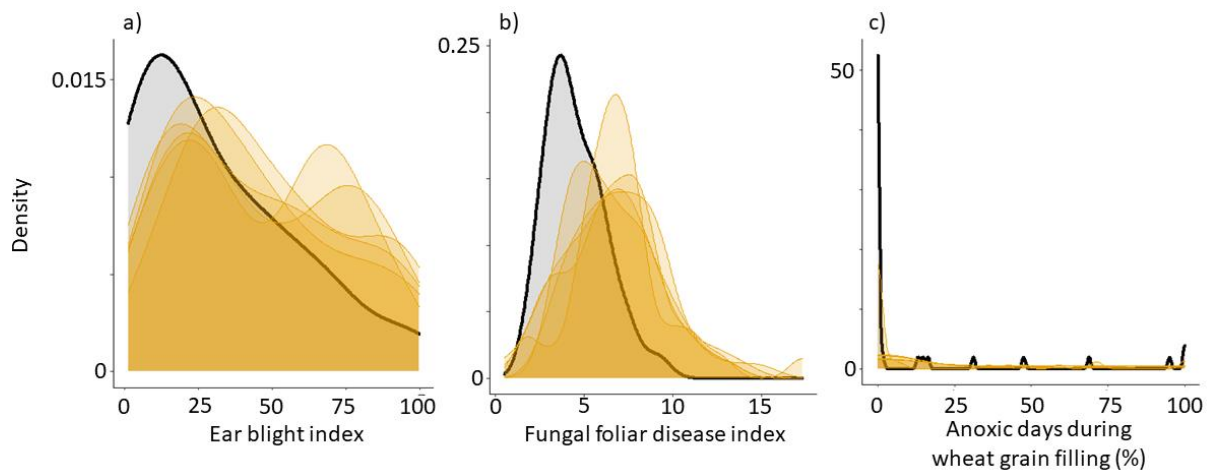 a)
b)
c)
Density
0.015
0
0 25 50 75 100
Ear blight index
0.25
0
0 5 10 15
Fungal foliar disease index
50
0
0 25 50 75 100
Anoxic days during
wheat grain filling (%)